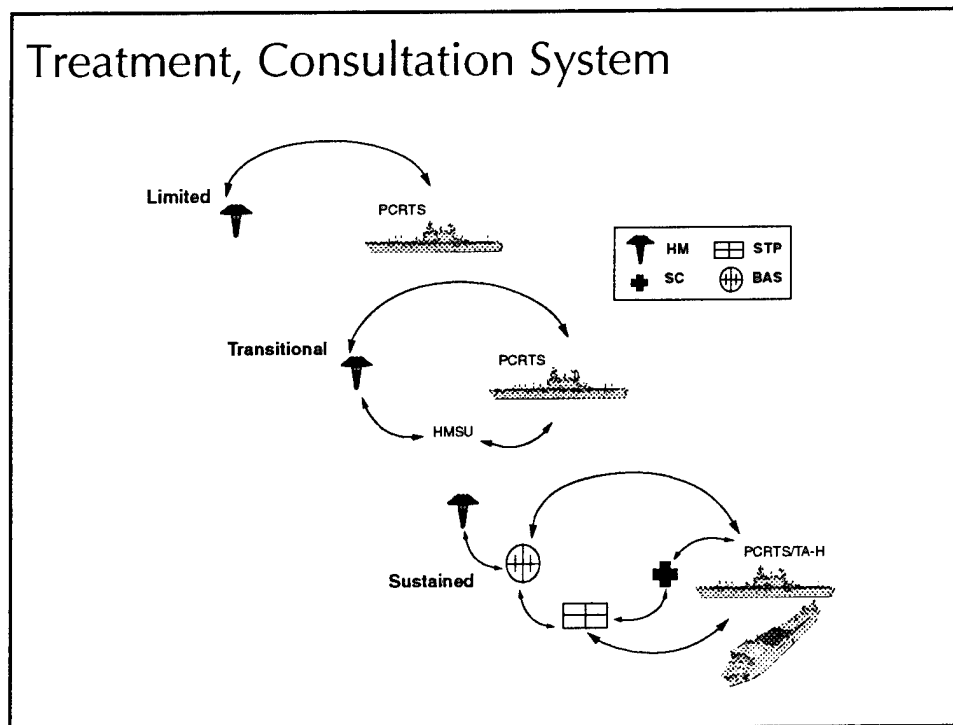 Treatment, Consultation System
Limited
PCRTS
HM STP
SC BAS
Transitional
PCRTS
HMSU
PCRTS/TA-H
Sustained